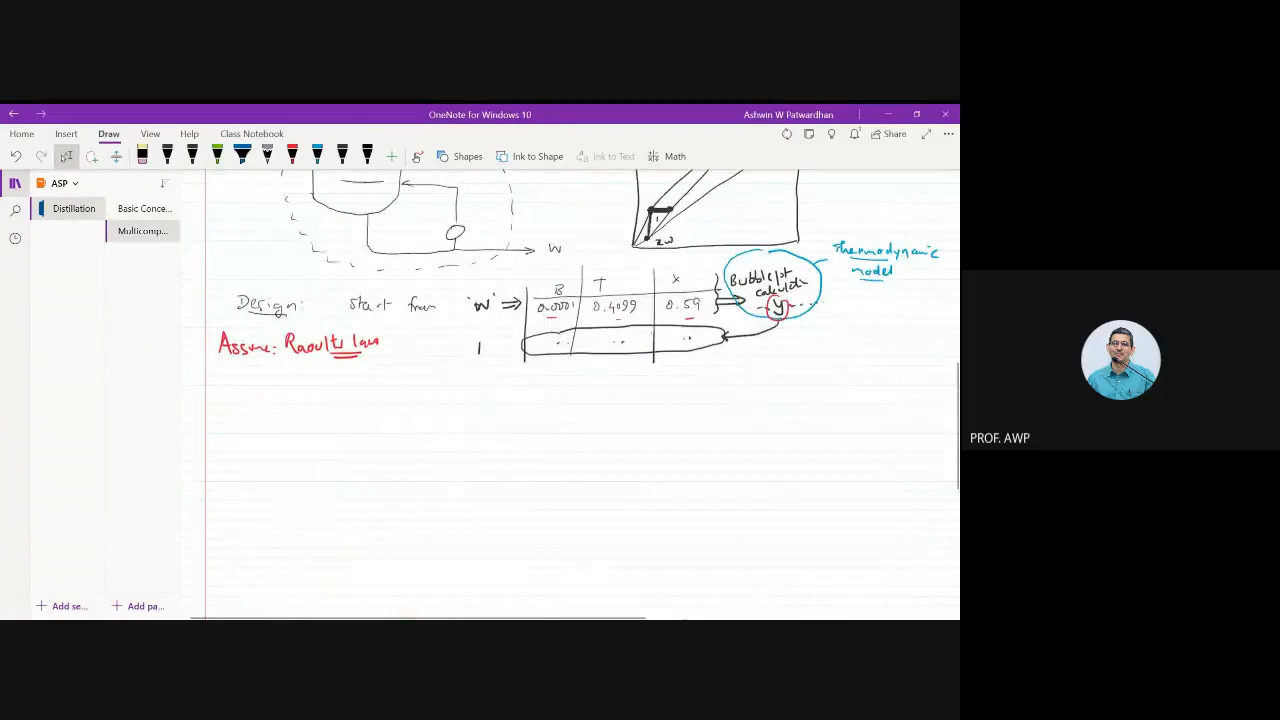 OneNote for Windows 10
Ashwin W Patwardhan
Home Insert Draw View Help Class Notebook
Share
Shapes
Ink to Shape
Ink to Text
Math
ASP
Distillation
Basic Conce...
Multicomp...
W
1
xw
Thermodynamic
model
Bubble pt
B T x
Design: start from 'w' ⇒ 0.0001 0.4099 0.59 ⇒ y
Assume: Raoult's law
1
PROF. AWP
Add se...
Add pa...